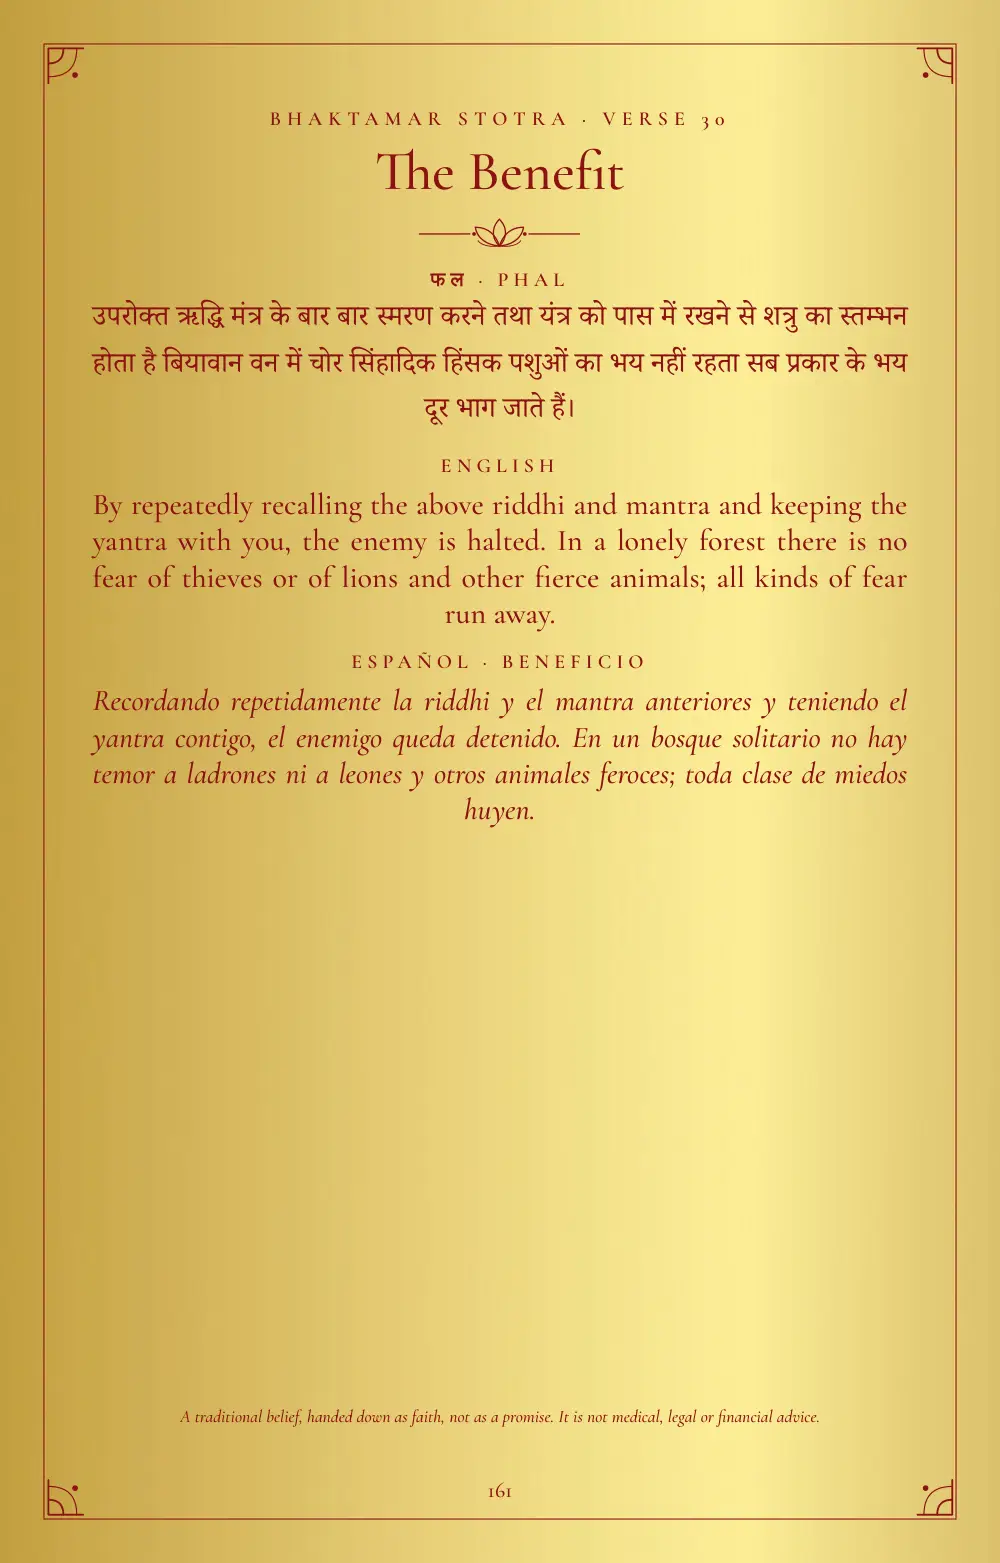 BHAKTAMAR STOTRA · VERSE 30
The Benefit
फल · PHAL
उपरोक्त ऋद्धि मंत्र के बार बार स्मरण करने तथा यंत्र को पास में रखने से शत्रु का स्तम्भन
होता है बियावान वन में चोर सिंहादिक हिंसक पशुओं का भय नहीं रहता सब प्रकार के भय
दूर भाग जाते हैं।
ENGLISH
By repeatedly recalling the above riddhi and mantra and keeping the
yantra with you, the enemy is halted. In a lonely forest there is no
fear of thieves or of lions and other fierce animals; all kinds of fear
run away.
ESPAÑOL · BENEFICIO
Recordando repetidamente la riddhi y el mantra anteriores y teniendo el
yantra contigo, el enemigo queda detenido. En un bosque solitario no hay
temor a ladrones ni a leones y otros animales feroces; toda clase de miedos
huyen.
A traditional belief, handed down as faith, not as a promise. It is not medical, legal or financial advice.
161